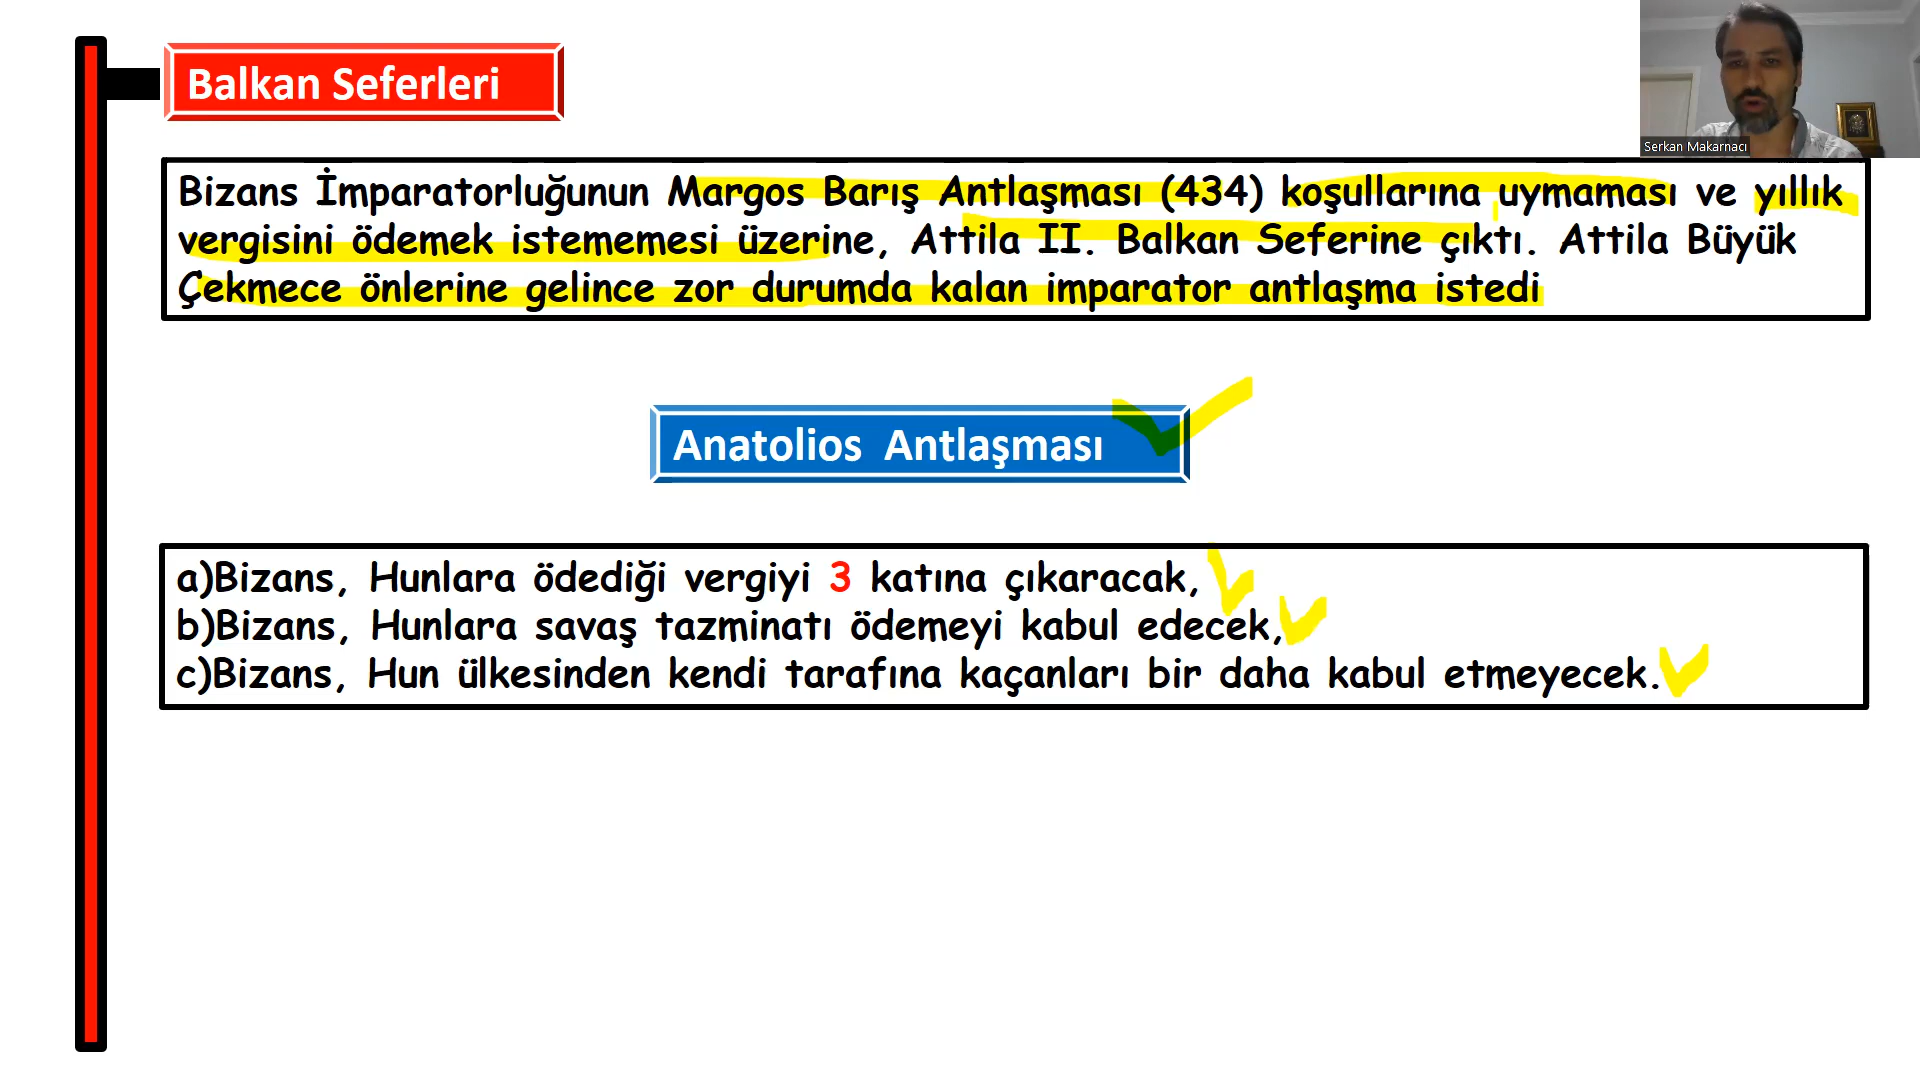 Balkan Seferleri
Serkan Makarnacı
Bizans İmparatorluğunun Margos Barış Antlaşması (434) koşullarına uymaması ve yıllık
vergisini ödemek istememesi üzerine, Attila II. Balkan Seferine çıktı. Attila Büyük
Çekmece önlerine gelince zor durumda kalan imparator antlaşma istedi
Anatolios Antlaşması
a)Bizans, Hunlara ödediği vergiyi 3 katına çıkaracak,
b)Bizans, Hunlara savaş tazminatı ödemeyi kabul edecek,
c)Bizans, Hun ülkesinden kendi tarafına kaçanları bir daha kabul etmeyecek.